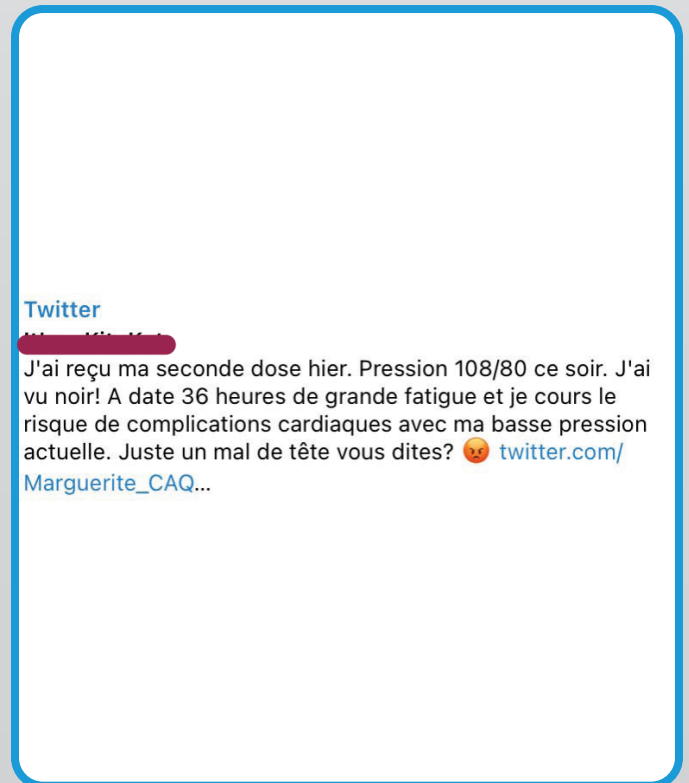 Twitter
J'ai reçu ma seconde dose hier. Pression 108/80 ce soir. J'ai
vu noir! A date 36 heures de grande fatigue et je cours le
risque de complications cardiaques avec ma basse pression
actuelle. Juste un mal de tête vous dites? 😡 twitter.com/
Marguerite_CAQ...